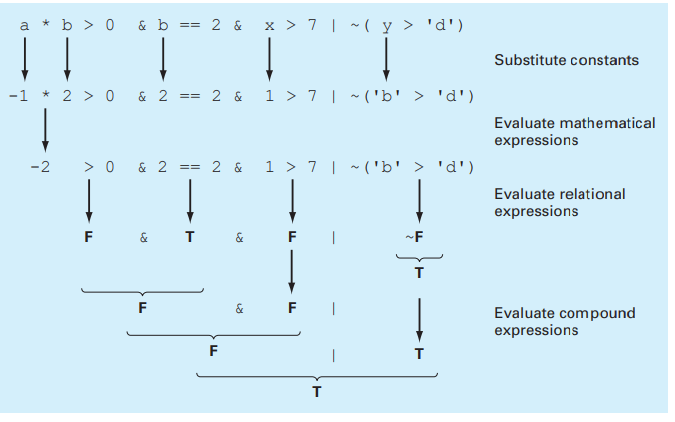 a * b > 0 & b == 2 & x > 7 | ~( y > 'd')
Substitute constants
-1 * 2 > 0 & 2 == 2 & 1 > 7 | ~('b' > 'd')
Evaluate mathematical
expressions
-2 > 0 & 2 == 2 & 1 > 7 | ~('b' > 'd')
Evaluate relational
expressions
F & T & F | ~F
T
F & F |
Evaluate compound
expressions
F | T
T